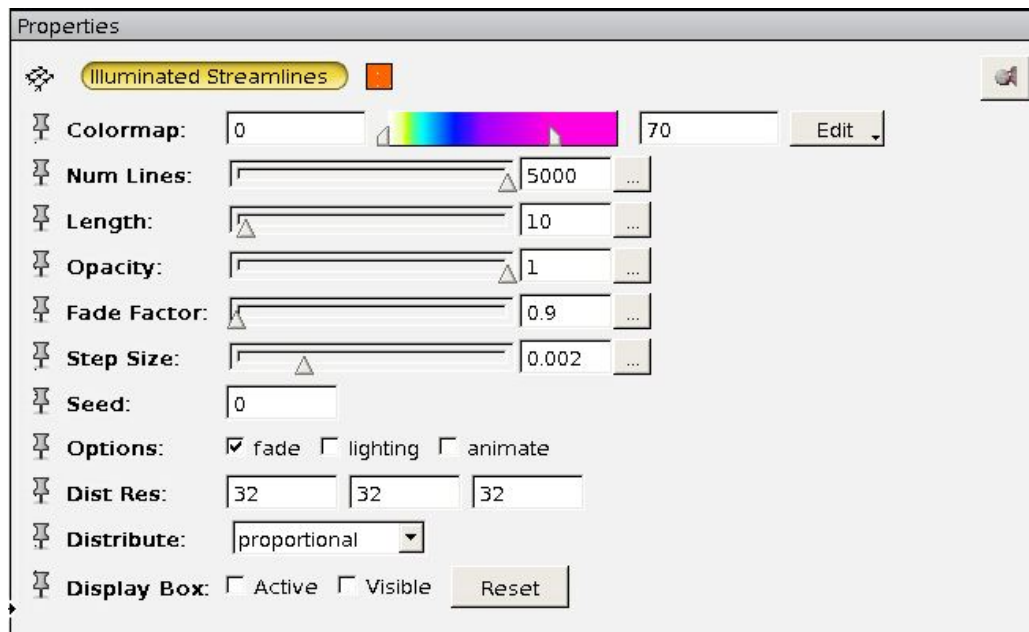 Properties
Illuminated Streamlines
Colormap: 0 70 Edit
Num Lines: 5000 ...
Length: 10 ...
Opacity: 1 ...
Fade Factor: 0.9 ...
Step Size: 0.002 ...
Seed: 0
Options: fade lighting animate
Dist Res: 32 32 32
Distribute: proportional
Display Box: Active Visible Reset